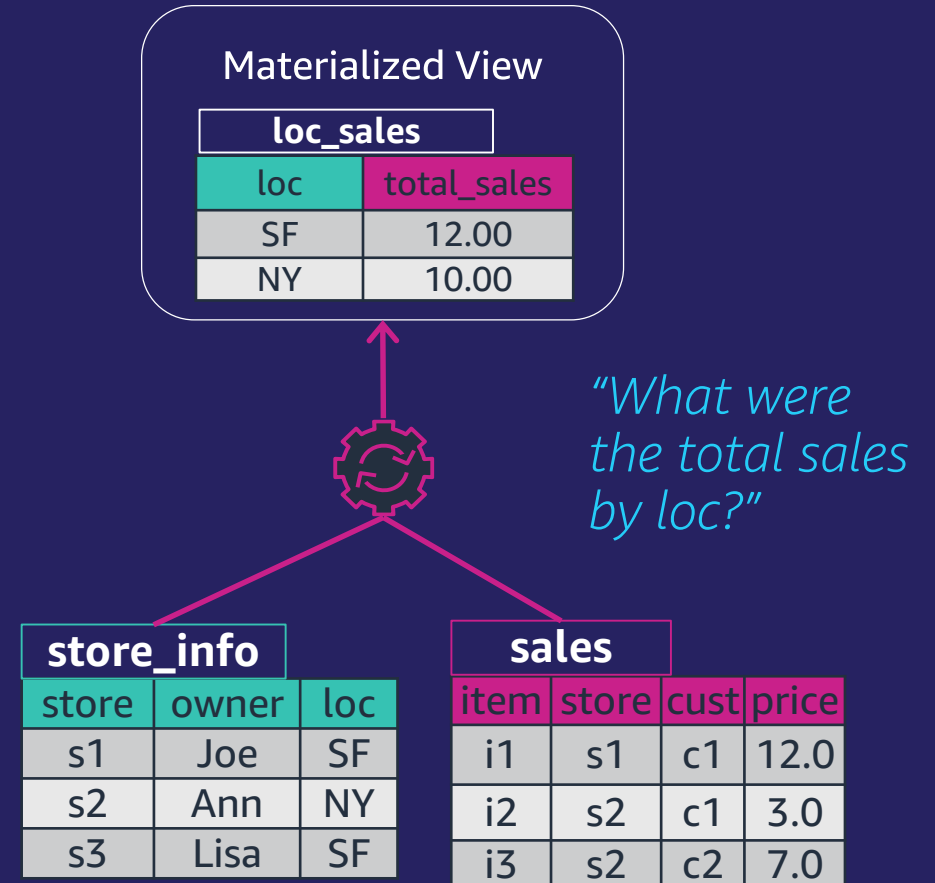 Materialized View
loc_sales
loc total_sales
SF 12.00
NY 10.00
“What were
the total sales
by loc?”
store_info
store owner loc
s1 Joe SF
s2 Ann NY
s3 Lisa SF
sales
item store cust price
i1 s1 c1 12.0
i2 s2 c1 3.0
i3 s2 c2 7.0